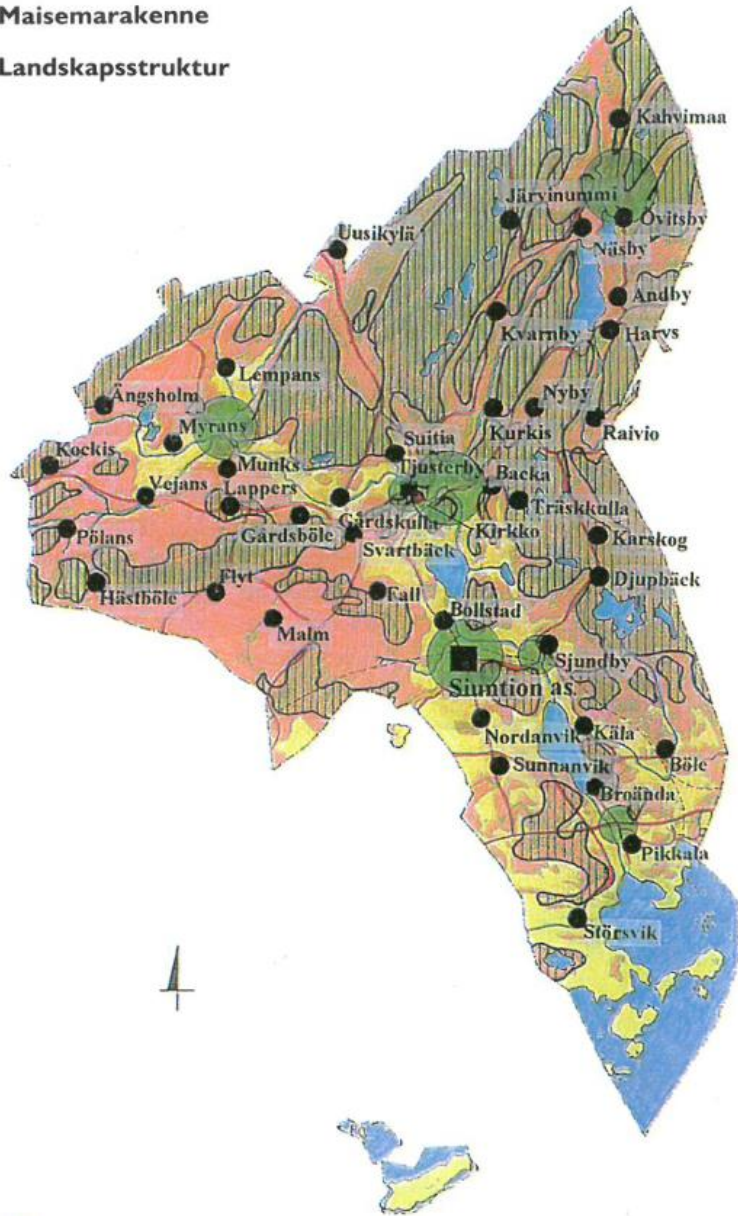 Maisemarakenne
Landskapsstruktur
Kahvimaa
Järvinummi
Övitsby
Uusikylä
Näsby
Andby
Kvarnby
Harvs
Lempans
Ängsholm
Nyby
Myrans
Kurkis
Raivio
Suitia
Kockis
Munks
Djusterby
Backa
Vejans
Lappers
Träskkulla
Gårdskulla
Kirkko
Pölans
Gårdsböle
Svartbäck
Karskog
Djupbäck
Hästböle
Flyt
Fall
Malm
Bollstad
Sjundby
Siuntion as.
Nordanvik
Käla
Sunnanvik
Böle
Broända
Pikkala
Störsvik